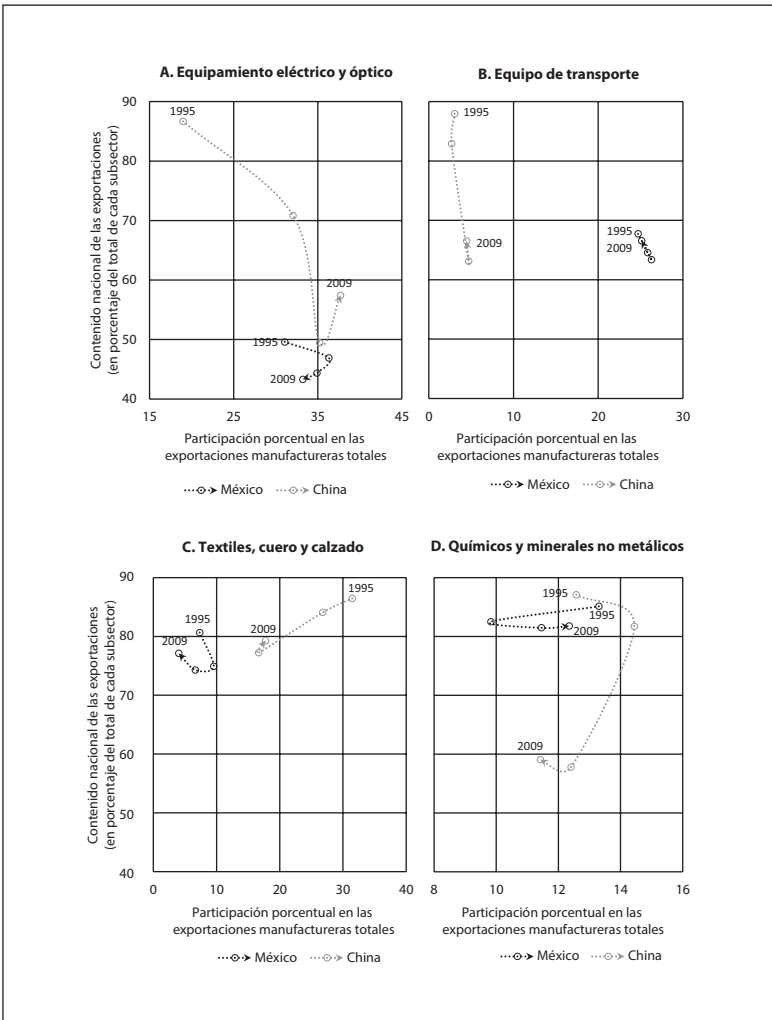 A. Equipamiento eléctrico y óptico
B. Equipo de transporte
Contenido nacional de las exportaciones
(en porcentaje del total de cada subsector)
90
80
70
60
50
40
1995
2009
1995
2009
15
25
35
45
Participación porcentual en las
exportaciones manufactureras totales
México
China
1995
2009
1995
2009
0
10
20
30
Participación porcentual en las
exportaciones manufactureras totales
México
China
C. Textiles, cuero y calzado
D. Químicos y minerales no metálicos
Contenido nacional de las exportaciones
(en porcentaje del total de cada subsector)
90
80
70
60
50
40
1995
1995
2009
2009
0
10
20
30
40
Participación porcentual en las
exportaciones manufactureras totales
México
China
1995
1995
2009
2009
8
10
12
14
16
Participación porcentual en las
exportaciones manufactureras totales
México
China